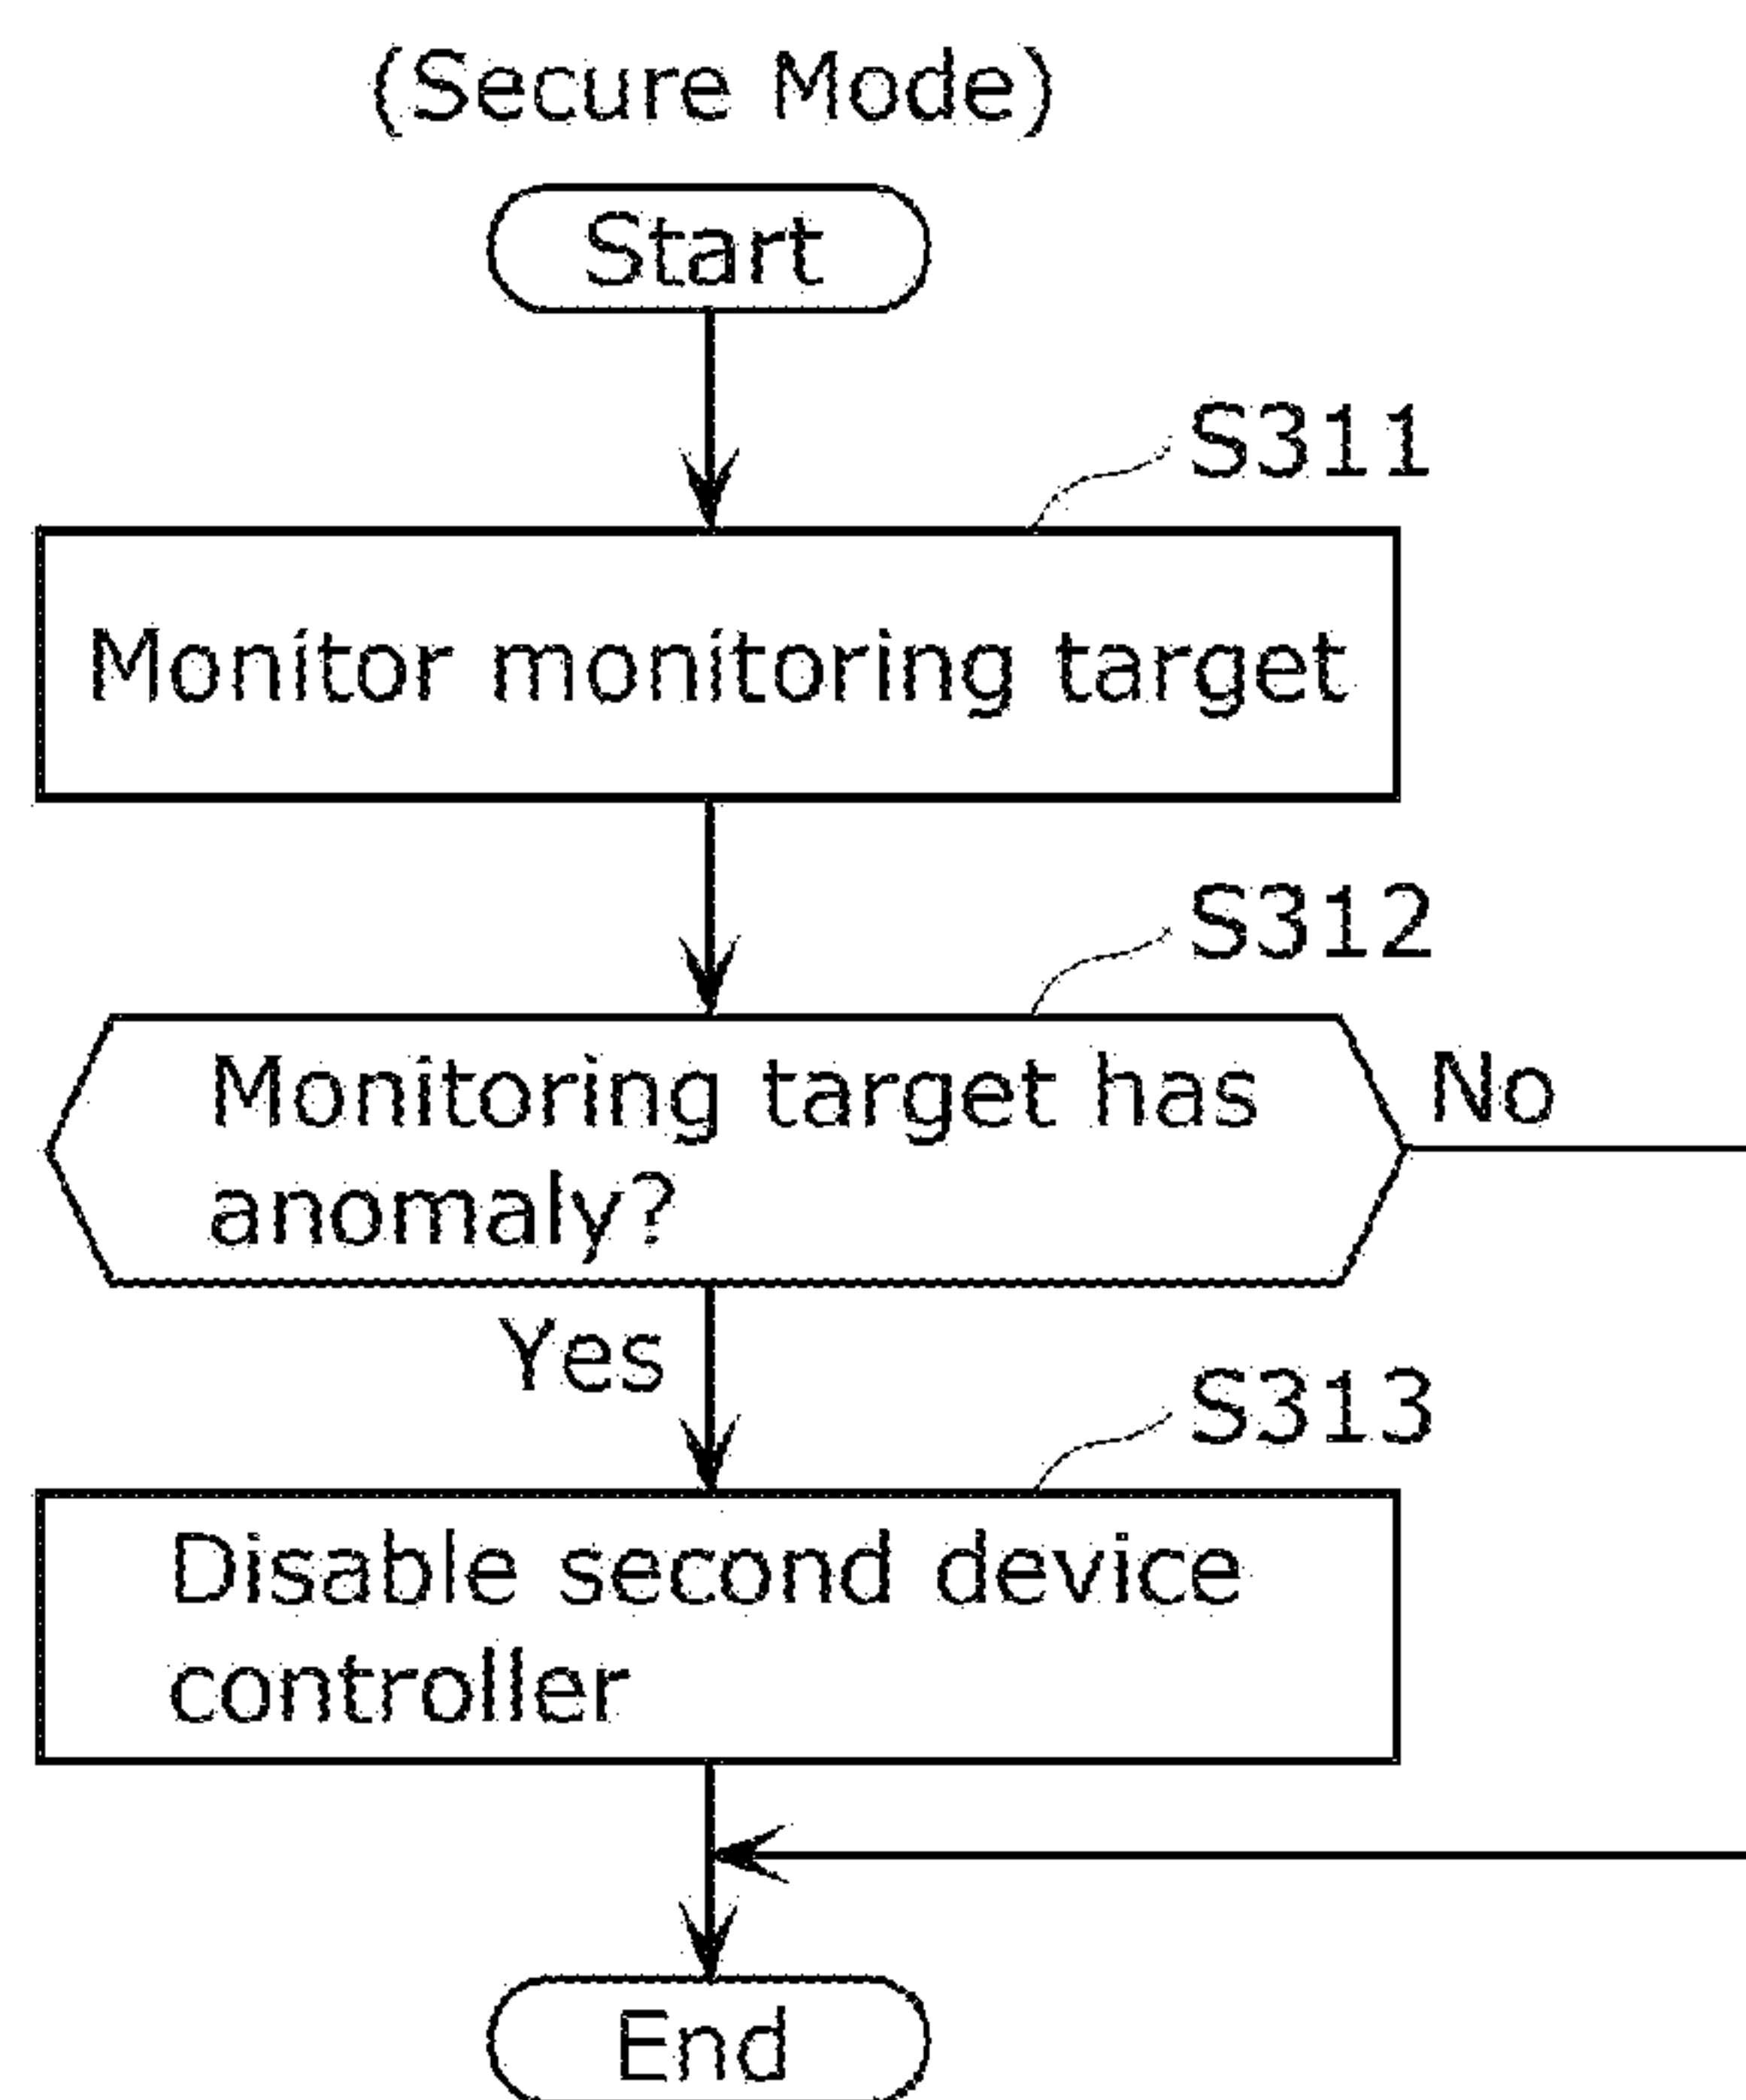 (Secure Mode)
Start
S311
Monitor monitoring target
S312
Monitoring target has
anomaly?
No
Yes
S313
Disable second device
controller
End